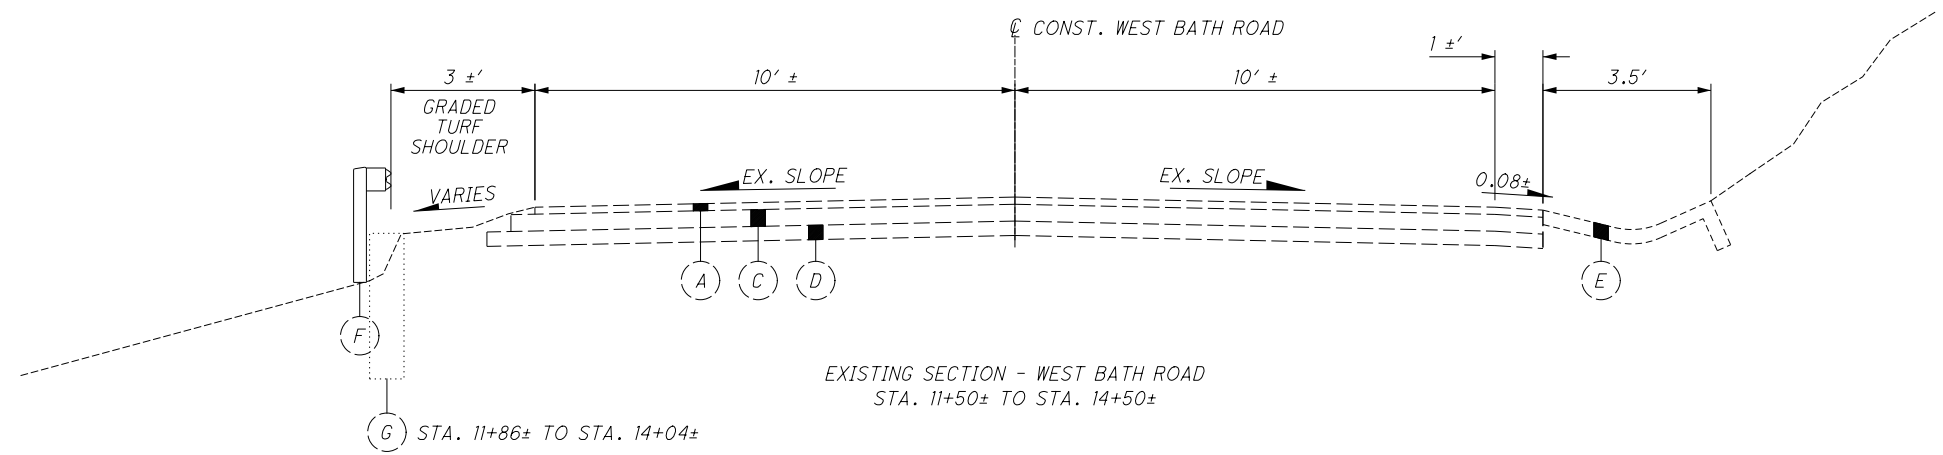 ℄ CONST. WEST BATH ROAD
1 ±'
3 ±'
10' ±
10' ±
3.5'
GRADED
TURF
SHOULDER
VARIES
EX. SLOPE
EX. SLOPE
0.08±
A
C
D
E
F
EXISTING SECTION - WEST BATH ROAD
STA. 11+50± TO STA. 14+50±
G STA. 11+86± TO STA. 14+04±